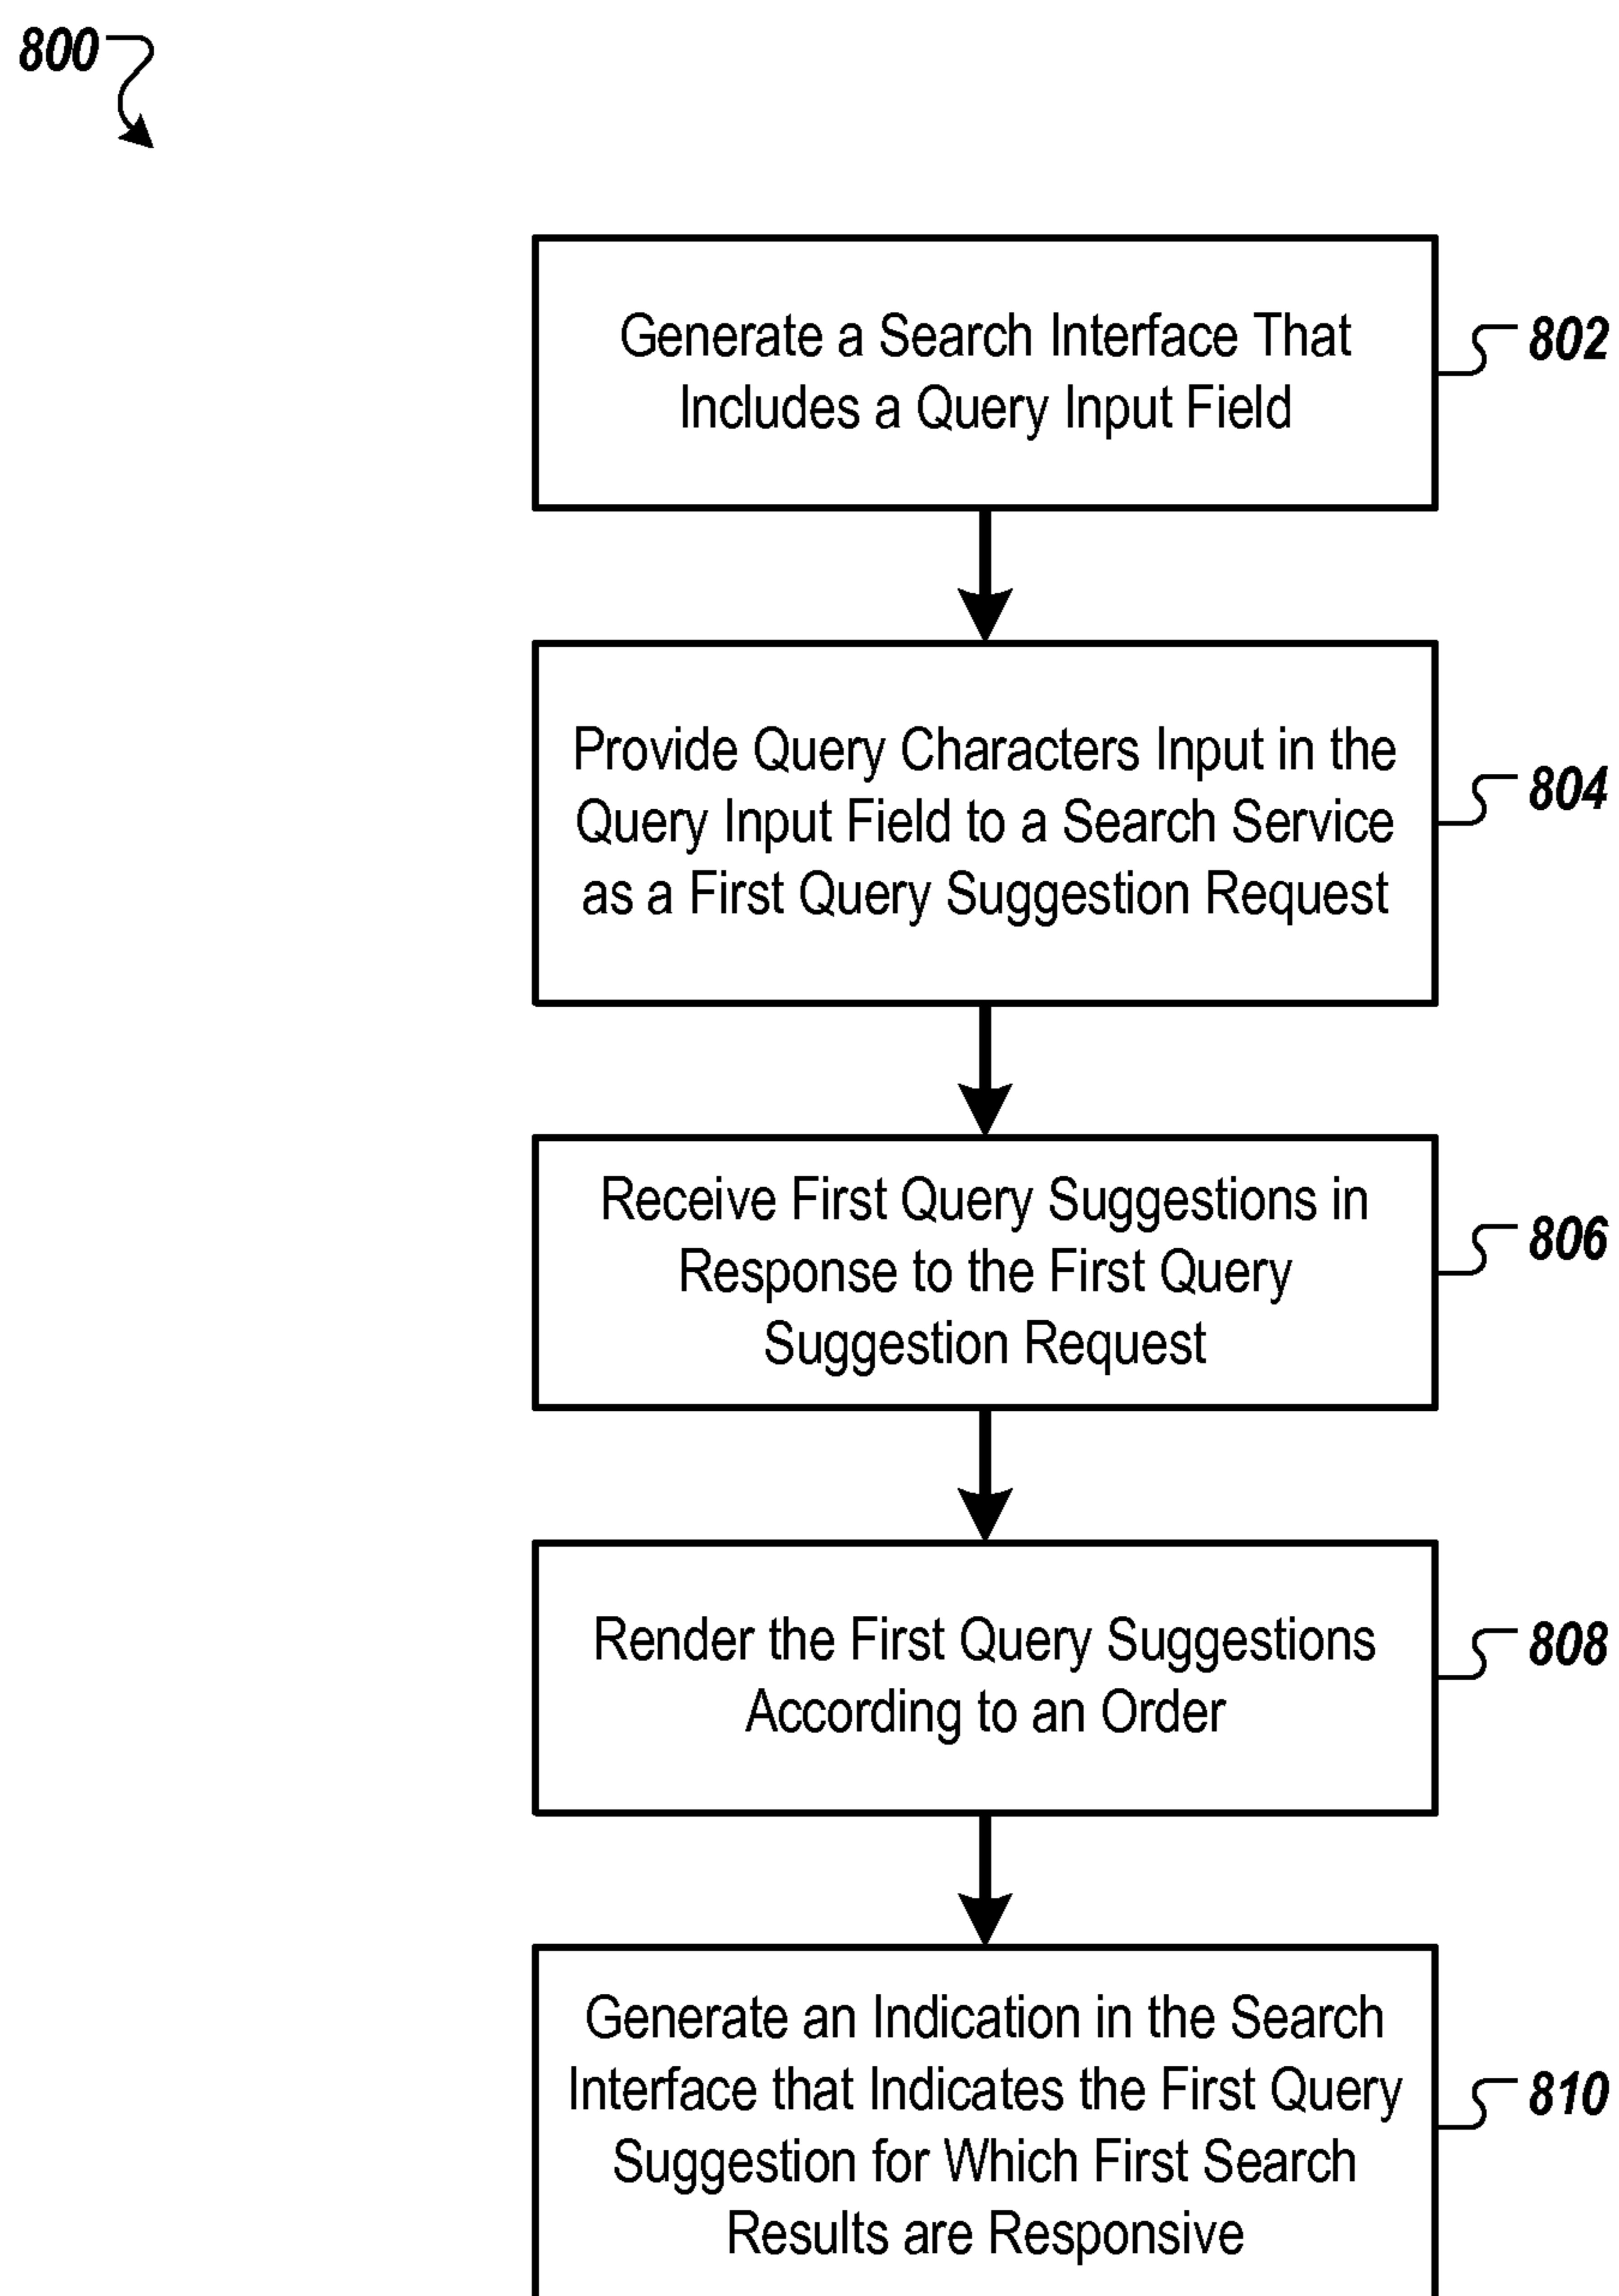 800
Generate a Search Interface That
Includes a Query Input Field
802
Provide Query Characters Input in the
Query Input Field to a Search Service
as a First Query Suggestion Request
804
Receive First Query Suggestions in
Response to the First Query
Suggestion Request
806
Render the First Query Suggestions
According to an Order
808
Generate an Indication in the Search
Interface that Indicates the First Query
Suggestion for Which First Search
Results are Responsive
810